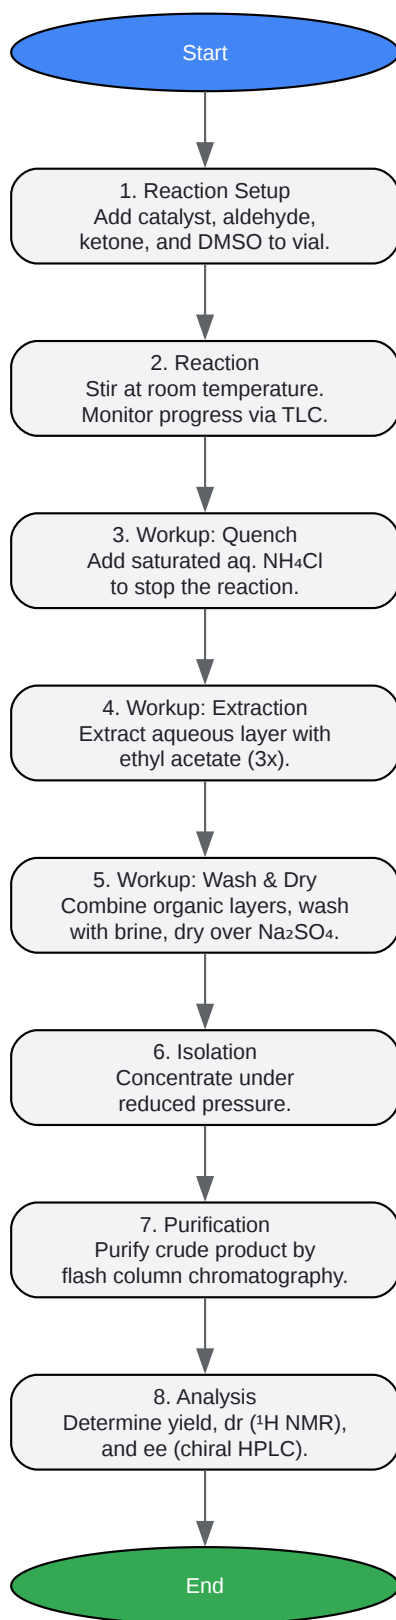 Start
1. Reaction Setup
Add catalyst, aldehyde,
ketone, and DMSO to vial.
2. Reaction
Stir at room temperature.
Monitor progress via TLC.
3. Workup: Quench
Add saturated aq. NH₄Cl
to stop the reaction.
4. Workup: Extraction
Extract aqueous layer with
ethyl acetate (3x).
5. Workup: Wash & Dry
Combine organic layers, wash
with brine, dry over Na₂SO₄.
6. Isolation
Concentrate under
reduced pressure.
7. Purification
Purify crude product by
flash column chromatography.
8. Analysis
Determine yield, dr (¹H NMR),
and ee (chiral HPLC).
End